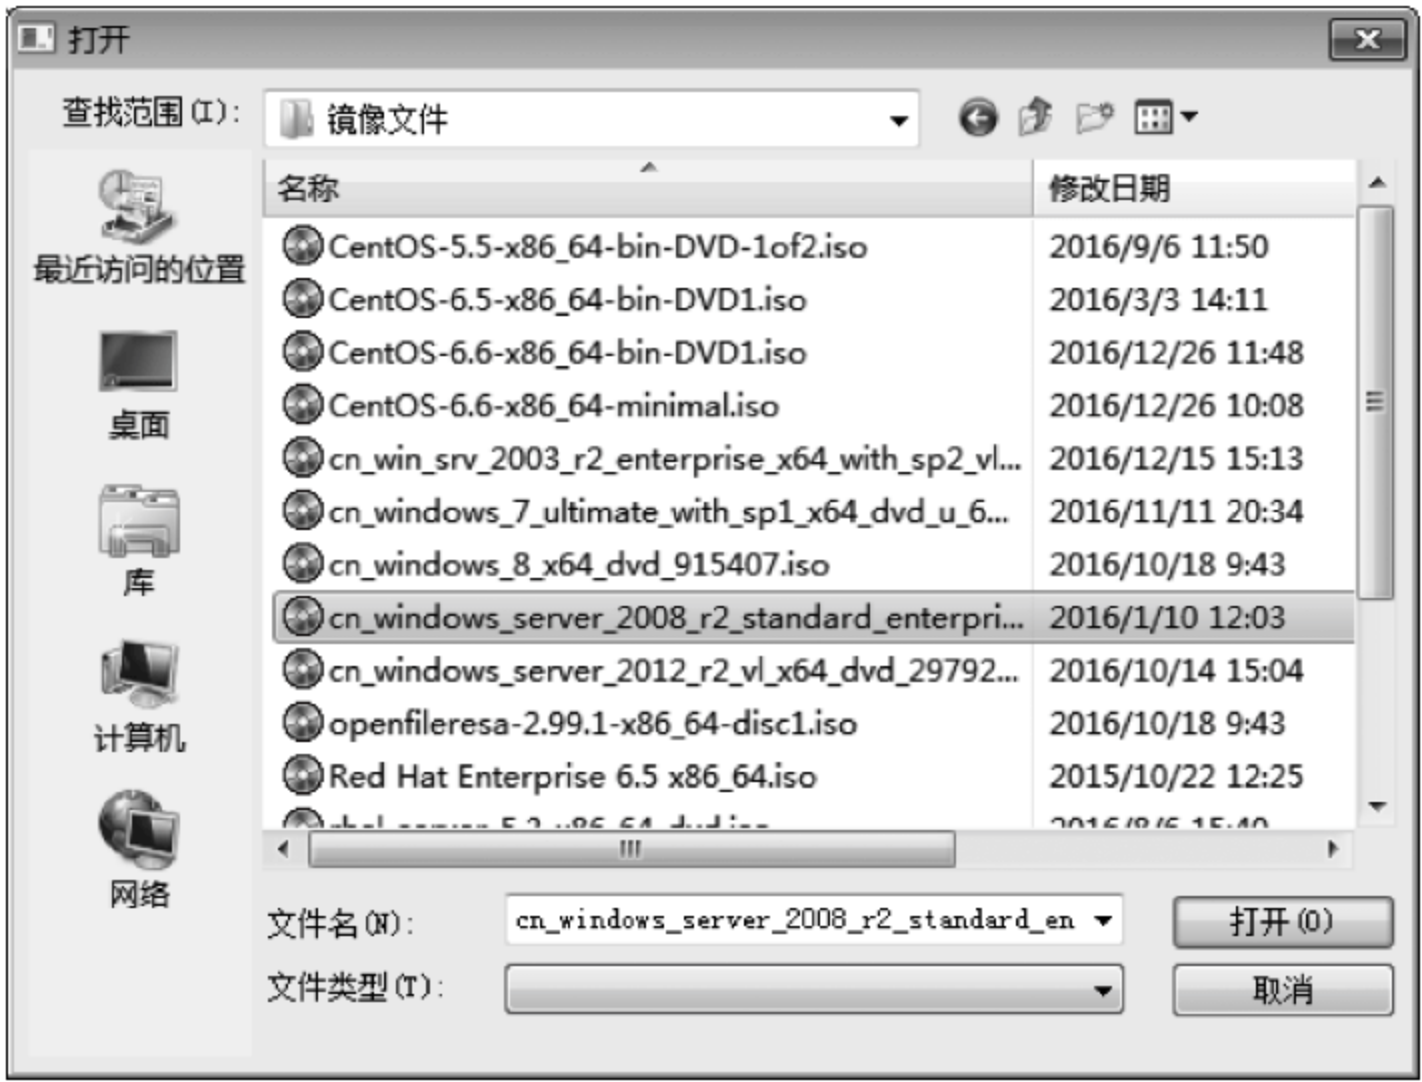 打开
查找范围(I):
镜像文件
名称 修改日期
CentOS-5.5-x86_64-bin-DVD-1of2.iso 2016/9/6 11:50
CentOS-6.5-x86_64-bin-DVD1.iso 2016/3/3 14:11
CentOS-6.6-x86_64-bin-DVD1.iso 2016/12/26 11:48
CentOS-6.6-x86_64-minimal.iso 2016/12/26 10:08
cn_win_srv_2003_r2_enterprise_x64_with_sp2_vl... 2016/12/15 15:13
cn_windows_7_ultimate_with_sp1_x64_dvd_u_6... 2016/11/11 20:34
cn_windows_8_x64_dvd_915407.iso 2016/10/18 9:43
cn_windows_server_2008_r2_standard_enterpri... 2016/1/10 12:03
cn_windows_server_2012_r2_vl_x64_dvd_29792... 2016/10/14 15:04
openfileresa-2.99.1-x86_64-disc1.iso 2016/10/18 9:43
Red Hat Enterprise 6.5 x86_64.iso 2015/10/22 12:25
最近访问的位置
桌面
库
计算机
网络
文件名(N): cn_windows_server_2008_r2_standard_en 打开(O)
文件类型(T): 取消